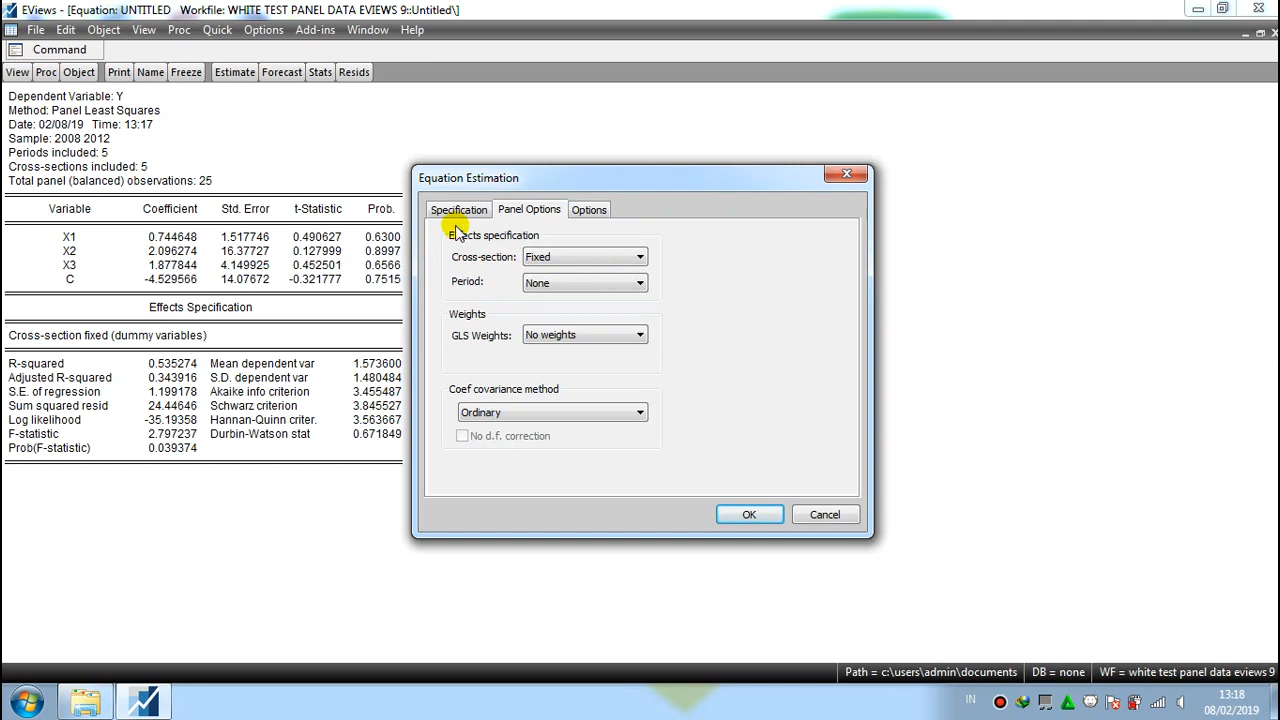 EViews - [Equation: UNTITLED   Workfile: WHITE TEST PANEL DATA EVIEWS 9::Untitled\]
File Edit Object View Proc Quick Options Add-ins Window Help
Command
View Proc Object Print Name Freeze Estimate Forecast Stats Resids
Dependent Variable: Y
Method: Panel Least Squares
Date: 02/08/19   Time: 13:17
Sample: 2008 2012
Periods included: 5
Cross-sections included: 5
Total panel (balanced) observations: 25
Variable Coefficient Std. Error t-Statistic Prob.
X1 0.744648 1.517746 0.490627 0.6300
X2 2.096274 16.37727 0.127999 0.8997
X3 1.877844 4.149925 0.452501 0.6566
C -4.529566 14.07672 -0.321777 0.7515
Effects Specification
Cross-section fixed (dummy variables)
R-squared 0.535274 Mean dependent var 1.573600
Adjusted R-squared 0.343916 S.D. dependent var 1.480484
S.E. of regression 1.199178 Akaike info criterion 3.455487
Sum squared resid 24.44646 Schwarz criterion 3.845527
Log likelihood -35.19358 Hannan-Quinn criter. 3.563667
F-statistic 2.797237 Durbin-Watson stat 0.671849
Prob(F-statistic) 0.039374
Equation Estimation
Specification Panel Options Options
Effects specification
Cross-section: Fixed
Period: None
Weights
GLS Weights: No weights
Coef covariance method
Ordinary
No d.f. correction
OK Cancel
Path = c:\users\admin\documents DB = none WF = white test panel data eviews 9
IN
13:18
08/02/2019